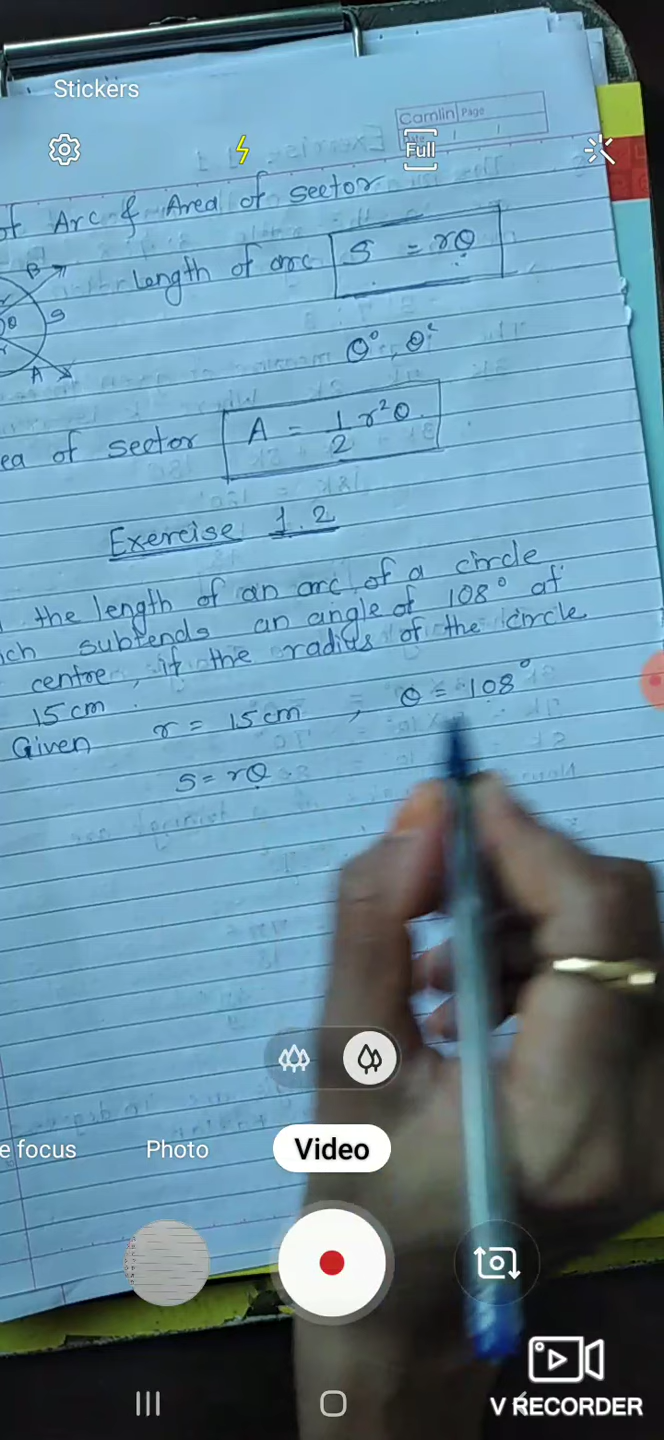 Stickers
Camlin Page
Full
of Arc & Area of sector
B
length of arc S = rθ
θ S
r
A
θ°, θᶜ
ea of sector A = 1/2 r²θ.
Exercise 1.2
the length of an arc of a circle
ich subtends an angle of 108° at
centre, if the radius of the circle
15 cm.
Given r = 15 cm , θ = 108°
S = rθ
e focus Photo Video
V RECORDER